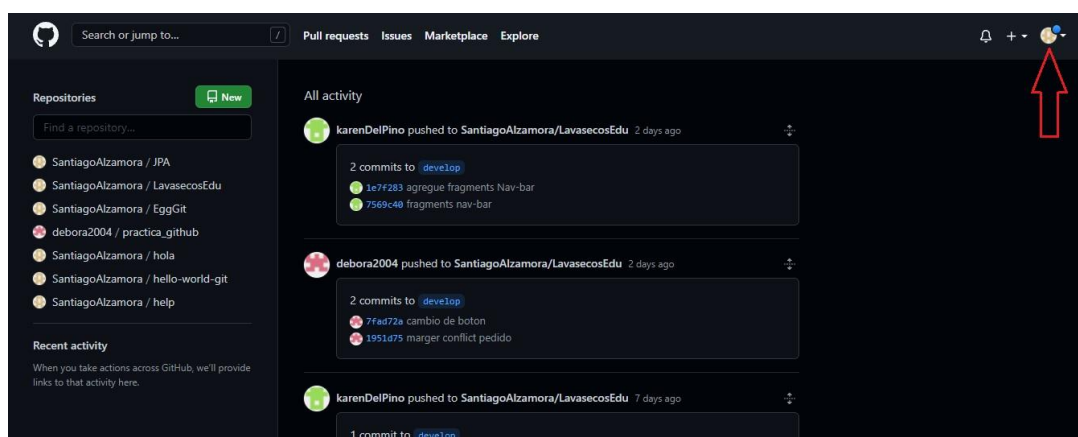 Search or jump to... /
Pull requests Issues Marketplace Explore
Repositories
New
Find a repository...
SantiagoAlzamora / JPA
SantiagoAlzamora / LavasecosEdu
SantiagoAlzamora / EggGit
debora2004 / practica_github
SantiagoAlzamora / hola
SantiagoAlzamora / hello-world-git
SantiagoAlzamora / help
Recent activity
When you take actions across GitHub, we'll provide
links to that activity here.
All activity
karenDelPino pushed to SantiagoAlzamora/LavasecosEdu 2 days ago
2 commits to develop
1e7f283 agregue fragments Nav-bar
7569c40 fragments nav-bar
debora2004 pushed to SantiagoAlzamora/LavasecosEdu 2 days ago
2 commits to develop
7fad72a cambio de boton
1951d75 marger conflict pedido
karenDelPino pushed to SantiagoAlzamora/LavasecosEdu 7 days ago
1 commit to develop